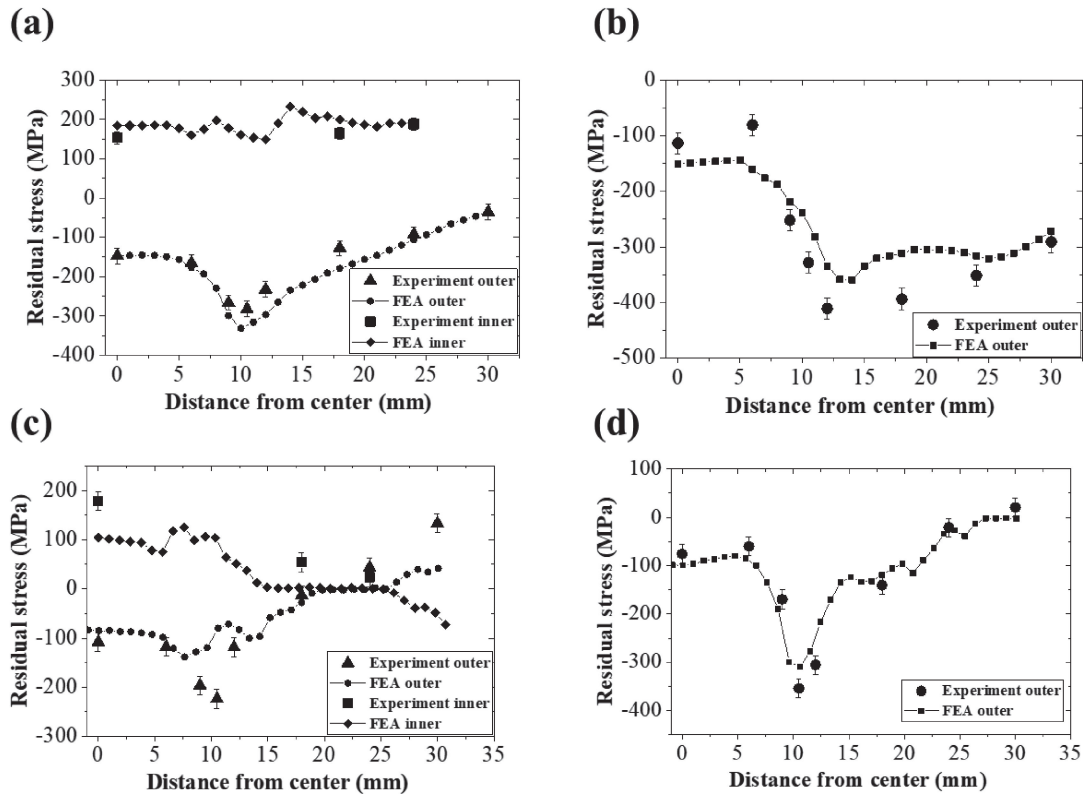 (a)
300
200
100
0
-100
-200
-300
-400
Residual stress (MPa)
0 5 10 15 20 25 30
Distance from center (mm)
Experiment outer
FEA outer
Experiment inner
FEA inner
(b)
0
-100
-200
-300
-400
-500
Residual stress (MPa)
0 5 10 15 20 25 30
Distance from center (mm)
Experiment outer
FEA outer
(c)
200
100
0
-100
-200
-300
Residual stress (MPa)
0 5 10 15 20 25 30 35
Distance from center (mm)
Experiment outer
FEA outer
Experiment inner
FEA inner
(d)
100
0
-100
-200
-300
-400
Residual stress (MPa)
0 5 10 15 20 25 30 35
Distance from center (mm)
Experiment outer
FEA outer